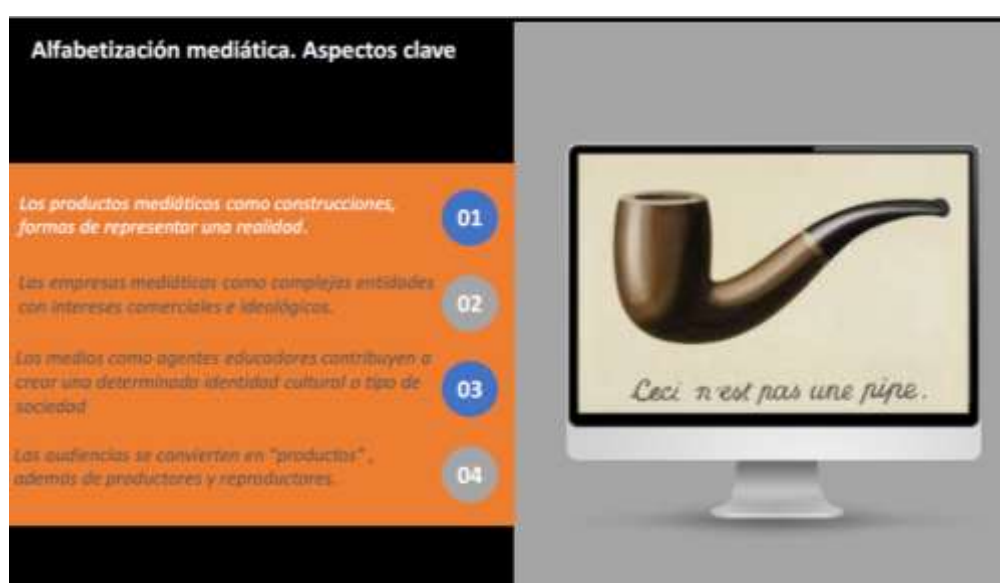 Alfabetización mediática. Aspectos clave
Los productos mediáticos como construcciones,
formas de representar una realidad.
01
Las empresas mediáticas como complejas entidades
con intereses comerciales e ideológicos.
02
Los medios como agentes educadores contribuyen a
crear una determinada identidad cultural o tipo de
sociedad
03
Las audiencias se convierten en "productos" ,
además de productores y reproductores.
04
Ceci n'est pas une pipe.